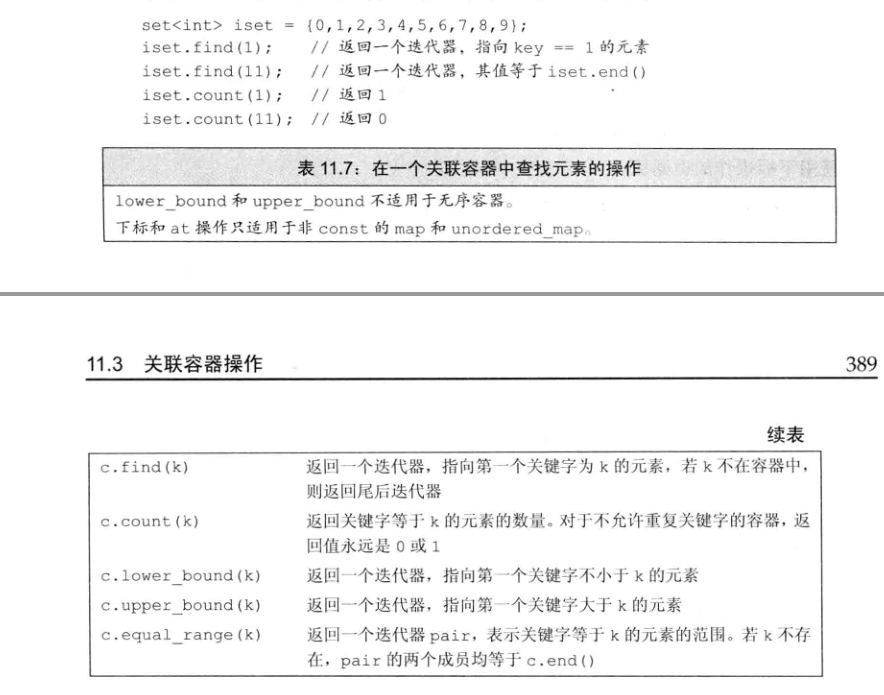 set<int> iset = {0,1,2,3,4,5,6,7,8,9};
iset.find(1); // 返回一个迭代器，指向 key == 1 的元素
iset.find(11); // 返回一个迭代器，其值等于 iset.end()
iset.count(1); // 返回 1
iset.count(11); // 返回 0
表 11.7：在一个关联容器中查找元素的操作
lower_bound 和 upper_bound 不适用于无序容器。
下标和 at 操作只适用于非 const 的 map 和 unordered_map。
11.3 关联容器操作 389
续表
c.find(k) 返回一个迭代器，指向第一个关键字为 k 的元素，若 k 不在容器中，
则返回尾后迭代器
c.count(k) 返回关键字等于 k 的元素的数量。对于不允许重复关键字的容器，返
回值永远是 0 或 1
c.lower_bound(k) 返回一个迭代器，指向第一个关键字不小于 k 的元素
c.upper_bound(k) 返回一个迭代器，指向第一个关键字大于 k 的元素
c.equal_range(k) 返回一个迭代器 pair，表示关键字等于 k 的元素的范围。若 k 不存
在，pair 的两个成员均等于 c.end()